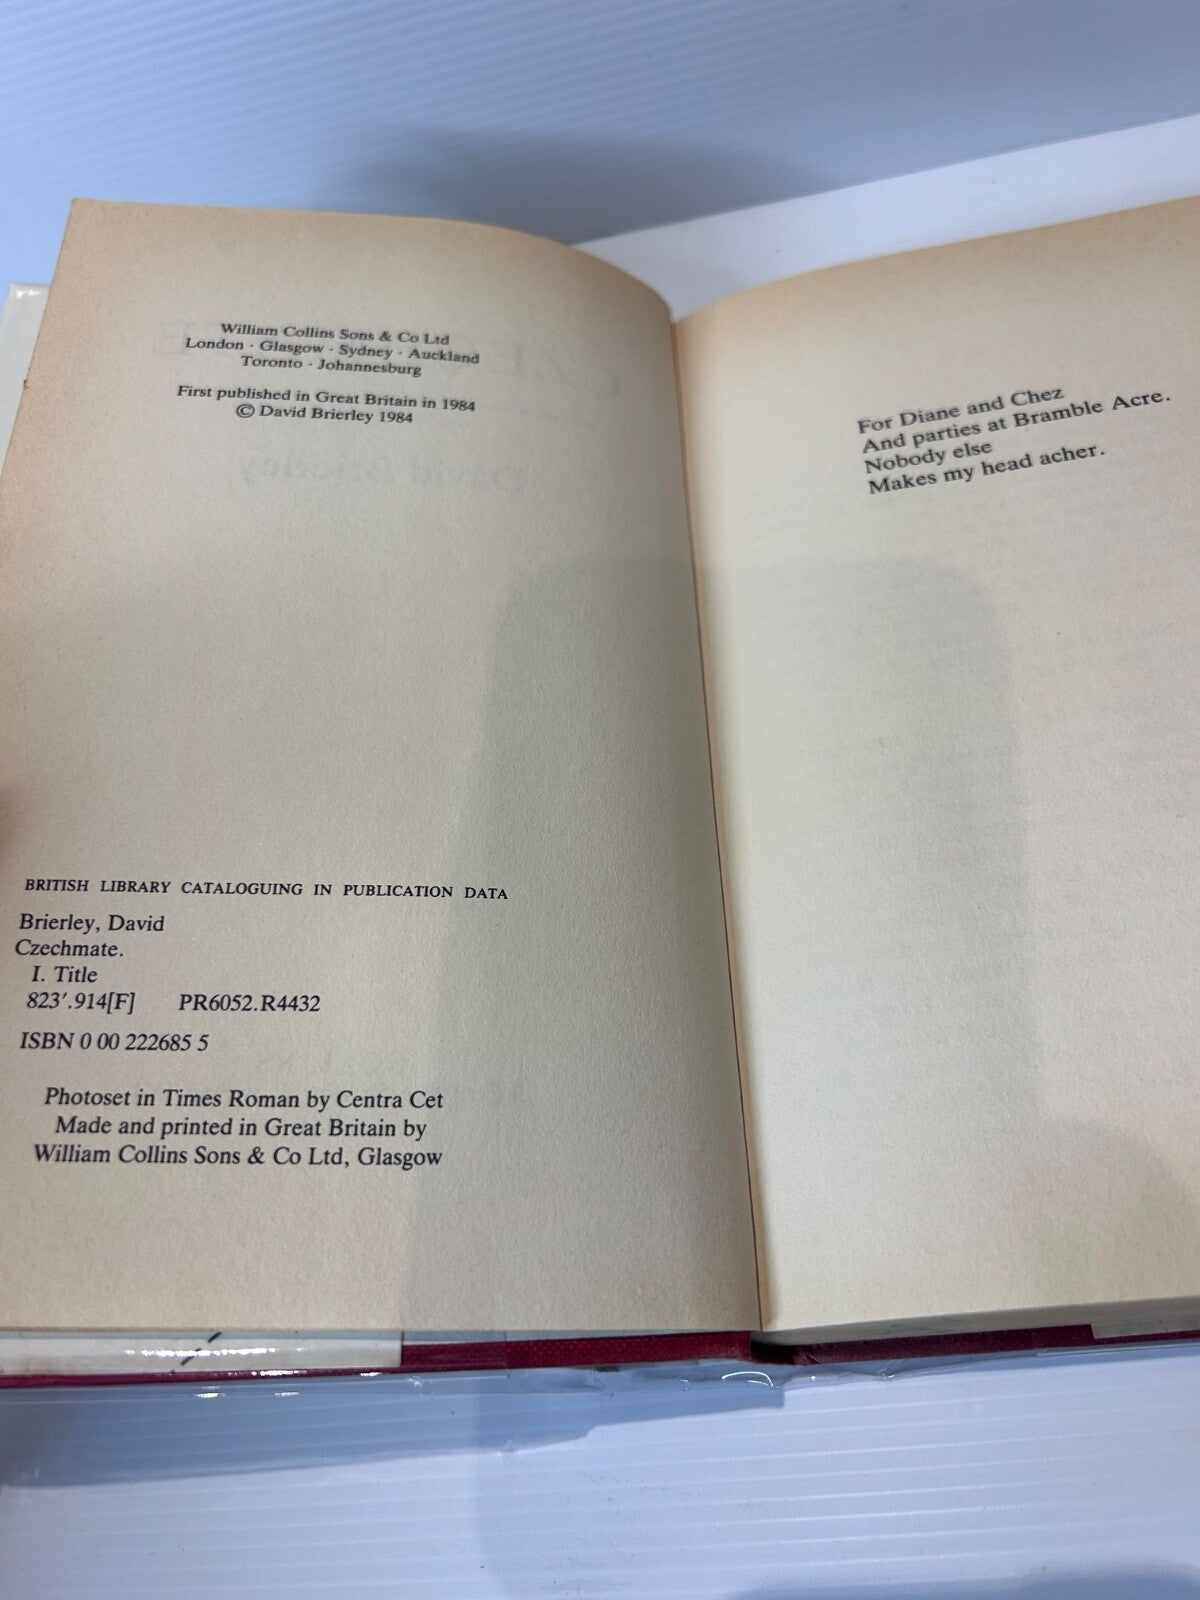 William Collins Sons & Co Ltd
London · Glasgow · Sydney · Auckland
Toronto · Johannesburg
First published in Great Britain in 1984
© David Brierley 1984
BRITISH LIBRARY CATALOGUING IN PUBLICATION DATA
Brierley, David
Czechmate.
I. Title
823'.914[F] PR6052.R4432
ISBN 0 00 222685 5
Photoset in Times Roman by Centra Cet
Made and printed in Great Britain by
William Collins Sons & Co Ltd, Glasgow
For Diane and Chez
And parties at Bramble Acre.
Nobody else
Makes my head acher.